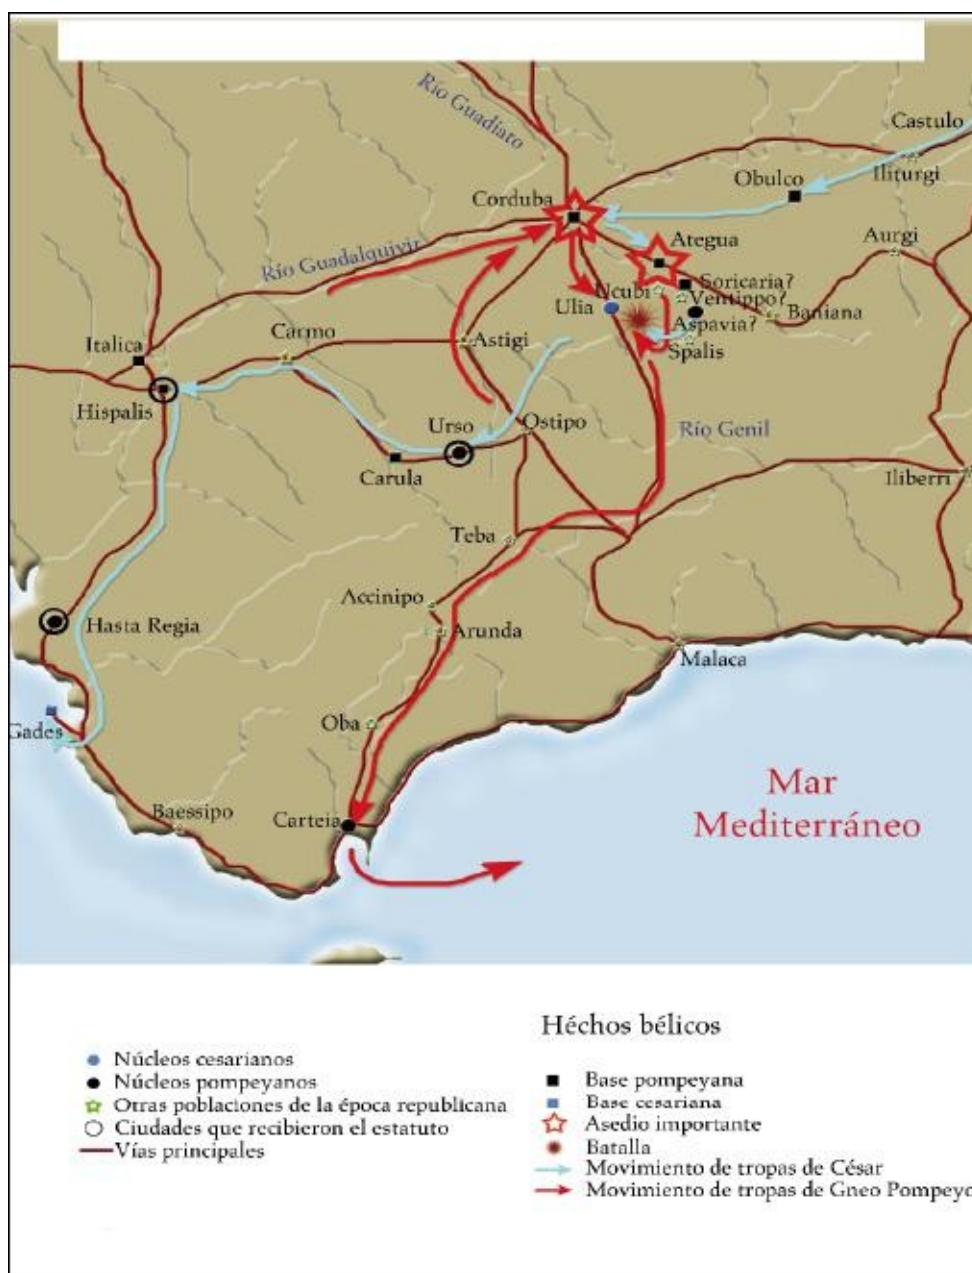 Río Guadiato
Castulo
Iliturgi
Obulco
Corduba
Ategua
Aurgi
Río Guadalquivir
Soricaria?
Ucubi
Ventippo?
Ulia
Baniana
Aspavia?
Carmo
Astigi
Spalis
Italica
Hispalis
Urso
Ostipo
Río Genil
Carula
Iliberri
Teba
Accinipo
Hasta Regia
Arunda
Malaca
Oba
Gades
Mar
Mediterráneo
Baessipo
Carteia
Núcleos cesarianos
Núcleos pompeyanos
Otras poblaciones de la época republicana
Ciudades que recibieron el estatuto
Vías principales
Héchos bélicos
Base pompeyana
Base cesariana
Asedio importante
Batalla
Movimiento de tropas de César
Movimiento de tropas de Gneo Pompeyo